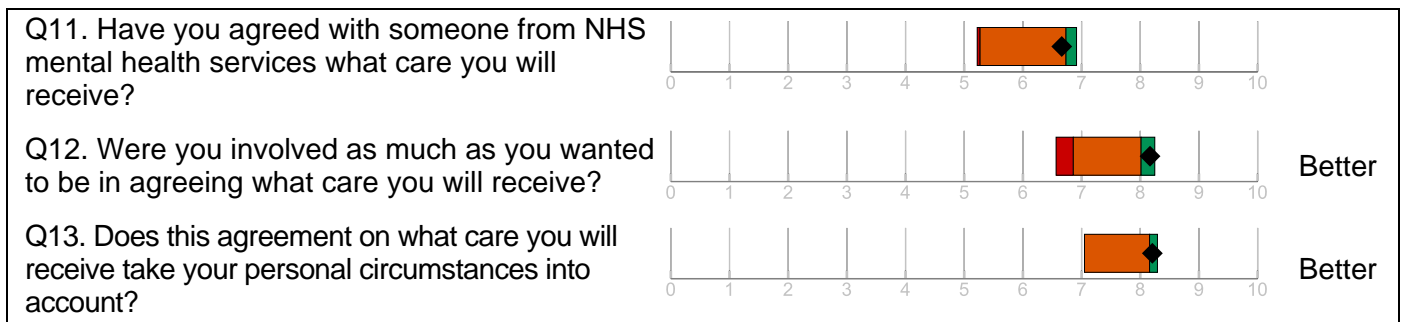 Q11. Have you agreed with someone from NHS
mental health services what care you will
receive?
0 1 2 3 4 5 6 7 8 9 10
Q12. Were you involved as much as you wanted
to be in agreeing what care you will receive?
0 1 2 3 4 5 6 7 8 9 10
Better
Q13. Does this agreement on what care you will
receive take your personal circumstances into
account?
0 1 2 3 4 5 6 7 8 9 10
Better